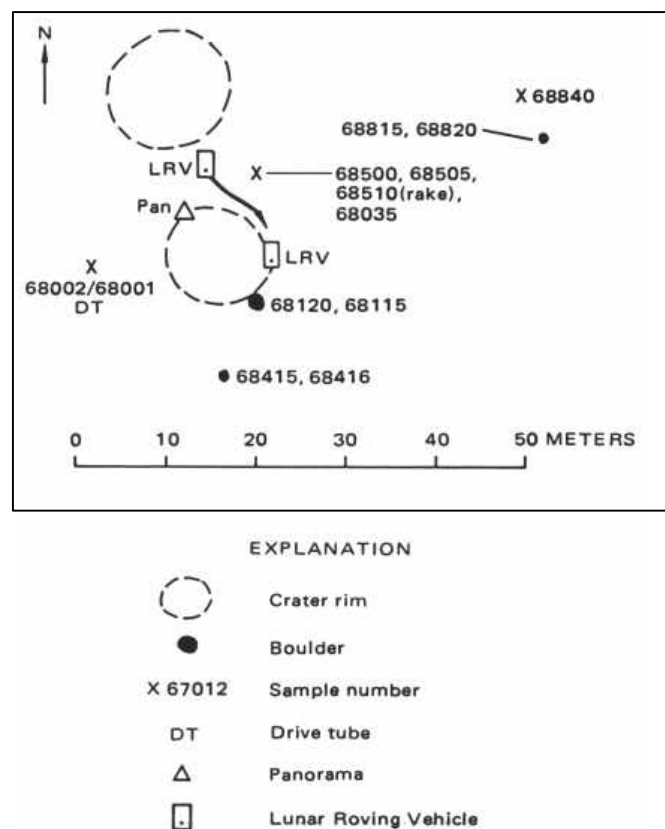 N
X 68840
68815, 68820
LRV
X 68500, 68505,
68510(rake),
68035
Pan
LRV
X
68002/68001
DT
68120, 68115
68415, 68416
0 10 20 30 40 50 METERS
EXPLANATION
Crater rim
Boulder
X 67012 Sample number
DT Drive tube
Panorama
Lunar Roving Vehicle